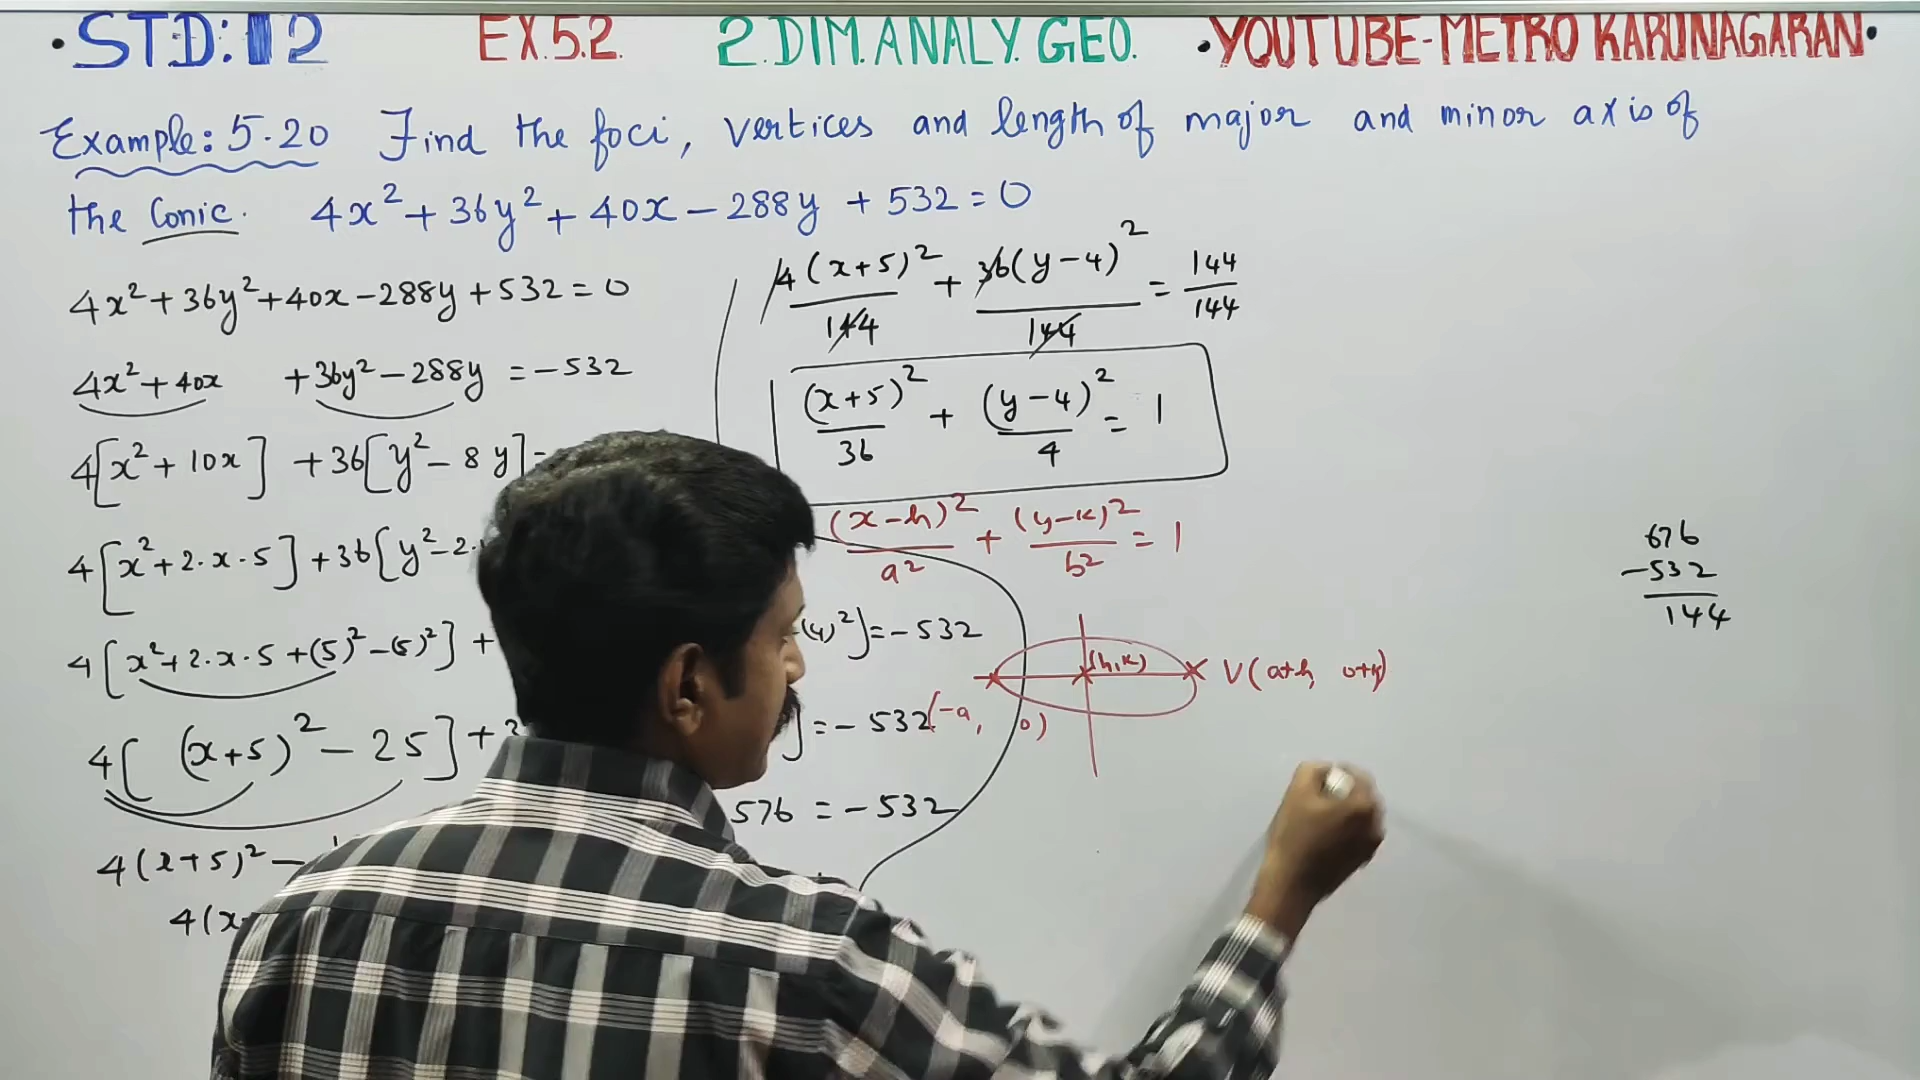 • STD: 12 EX.5.2. 2.DIM.ANALY.GEO. •YOUTUBE-METRO KARUNAGARAN•
Example: 5.20 Find the foci, vertices and length of major and minor axis of
the Conic. 4x² + 36y² + 40x - 288y + 532 = 0
4x² + 36y² + 40x - 288y + 532 = 0
4x² + 40x + 36y² - 288y = -532
4[x² + 10x] + 36[y² - 8y] =
4[x² + 2·x·5] + 36[y² - 2·
4[x² + 2·x·5 + (5)² - (5)²] + (4)²] = -532
4[(x+5)² - 25] + 3 ] = -532
576 = -532
4(x+5)² -
4(x
4(x+5)²/144 + 36(y-4)²/144 = 144/144
(x+5)²/36 + (y-4)²/4 = 1
(x-h)²/a² + (y-k)²/b² = 1
(h,k) V(a+h, 0+k)
(-a, 0)
676
-532
144